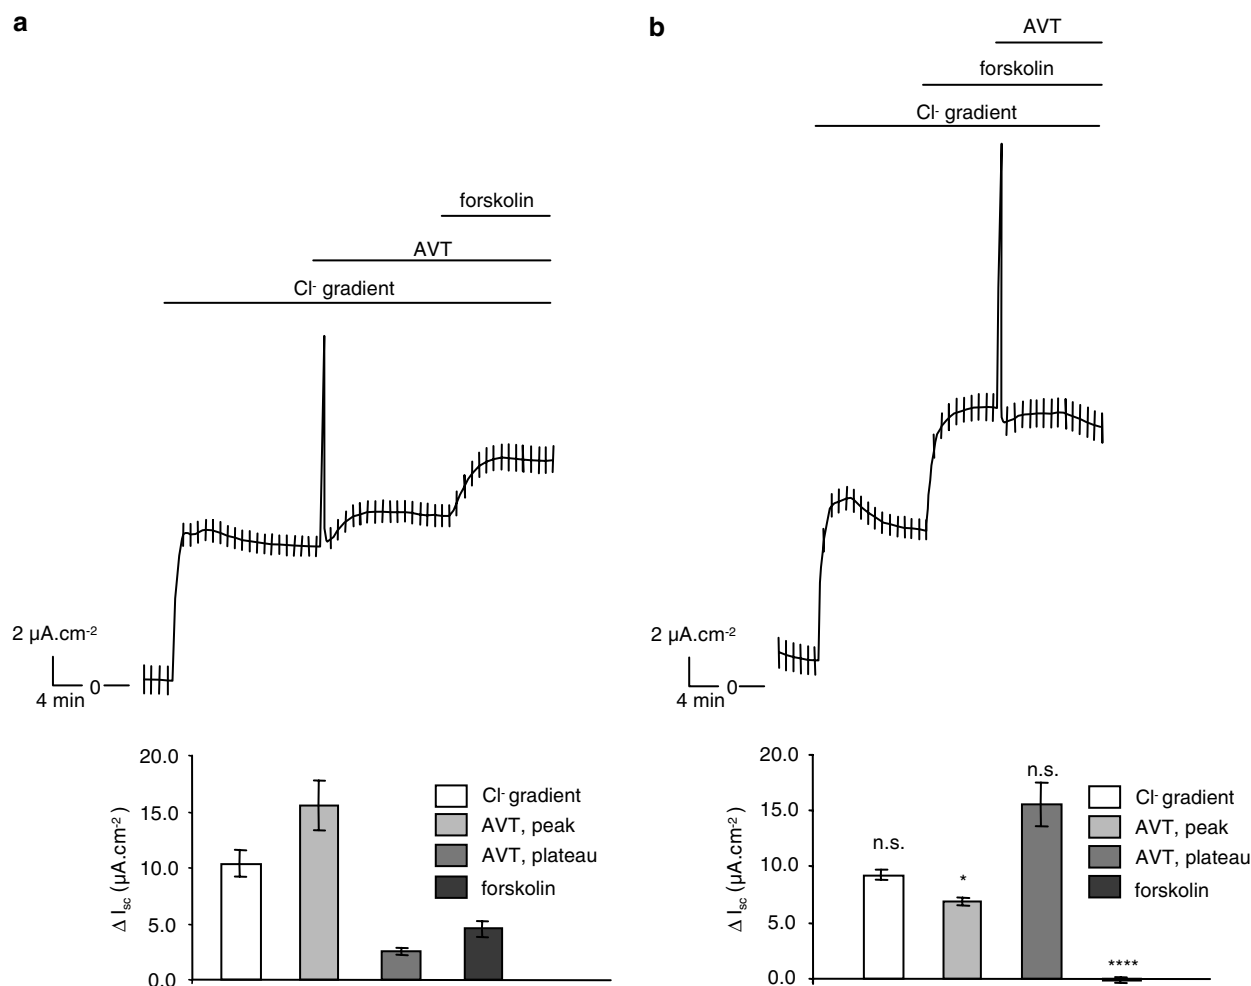 a
forskolin
AVT
Cl- gradient
2 µA.cm-2
0
4 min
20.0
15.0
10.0
5.0
0.0
Δ Isc (µA.cm-2 )
Cl- gradient
AVT, peak
AVT, plateau
forskolin
b
AVT
forskolin
Cl- gradient
2 µA.cm-2
0
4 min
20.0
15.0
10.0
5.0
0.0
Δ Isc (µA.cm-2 )
n.s.
*
n.s.
****
Cl- gradient
AVT, peak
AVT, plateau
forskolin